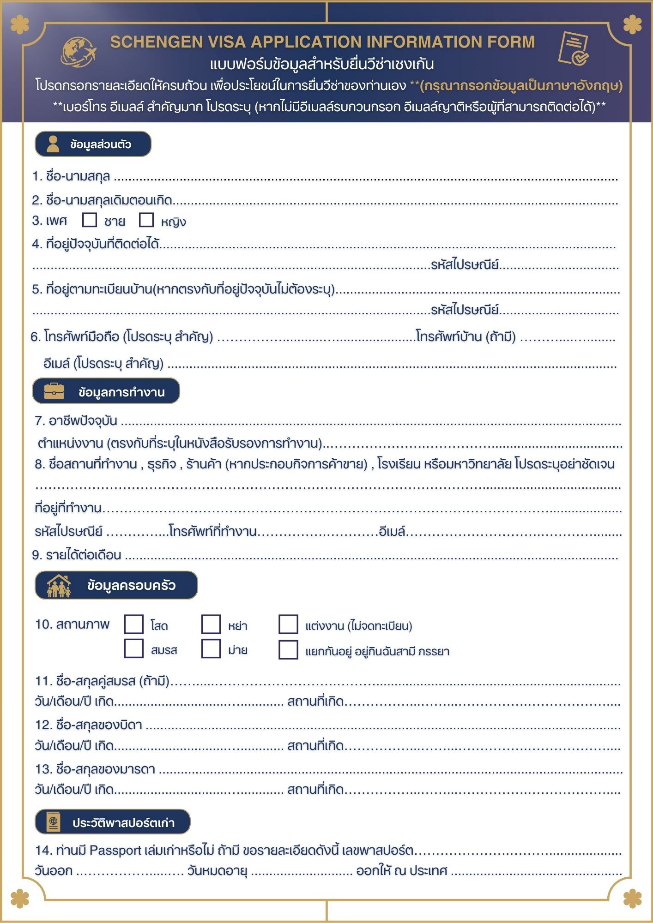 SCHENGEN VISA APPLICATION INFORMATION FORM
แบบฟอร์มข้อมูลสำหรับยื่นวีซ่าเชงเก้น
โปรดกรอกรายละเอียดให้ครบถ้วน เพื่อประโยชน์ในการยื่นวีซ่าของท่านเอง **(กรุณากรอกข้อมูลเป็นภาษาอังกฤษ)
**เบอร์โทร อีเมลล์ สำคัญมาก โปรดระบุ (หากไม่มีอีเมลล์รบกวนกรอก อีเมลล์ญาติหรือผู้ที่สามารถติดต่อได้)**
ข้อมูลส่วนตัว
1. ชื่อ-นามสกุล ........................................................
2. ชื่อ-นามสกุลเดิมตอนเกิด........................................................
3. เพศ ชาย หญิง
4. ที่อยู่ปัจจุบันที่ติดต่อได้........................................................
........................................................รหัสไปรษณีย์..............................
5. ที่อยู่ตามทะเบียนบ้าน(หากตรงกับที่อยู่ปัจจุบันไม่ต้องระบุ)........................................................
........................................................รหัสไปรษณีย์..............................
6. โทรศัพท์มือถือ (โปรดระบุ สำคัญ) ........................................................โทรศัพท์บ้าน (ถ้ามี) ..............................
อีเมล์ (โปรดระบุ สำคัญ) ........................................................
ข้อมูลการทำงาน
7. อาชีพปัจจุบัน ........................................................
ตำแหน่งงาน (ตรงกับที่ระบุในหนังสือรับรองการทำงาน)........................................................
8. ชื่อสถานที่ทำงาน , ธุรกิจ , ร้านค้า (หากประกอบกิจการค้าขาย) , โรงเรียน หรือมหาวิทยาลัย โปรดระบุอย่าชัดเจน
........................................................
ที่อยู่ที่ทำงาน........................................................
รหัสไปรษณีย์ ................โทรศัพท์ที่ทำงาน..............................อีเมล์........................................................
9. รายได้ต่อเดือน ........................................................
ข้อมูลครอบครัว
10. สถานภาพ โสด หย่า แต่งงาน (ไม่จดทะเบียน)
สมรส ม่าย แยกกันอยู่ อยู่กินฉันสามี ภรรยา
11. ชื่อ-สกุลคู่สมรส (ถ้ามี)........................................................
วัน/เดือน/ปี เกิด........................................ สถานที่เกิด........................................................
12. ชื่อ-สกุลของบิดา ........................................................
วัน/เดือน/ปี เกิด........................................ สถานที่เกิด........................................................
13. ชื่อ-สกุลของมารดา ........................................................
วัน/เดือน/ปี เกิด........................................ สถานที่เกิด........................................................
ประวัติพาสปอร์ตเก่า
14. ท่านมี Passport เล่มเก่าหรือไม่ ถ้ามี ขอรายละเอียดดังนี้ เลขพาสปอร์ต........................................................
วันออก .............................. วันหมดอายุ .............................. ออกให้ ณ ประเทศ ........................................